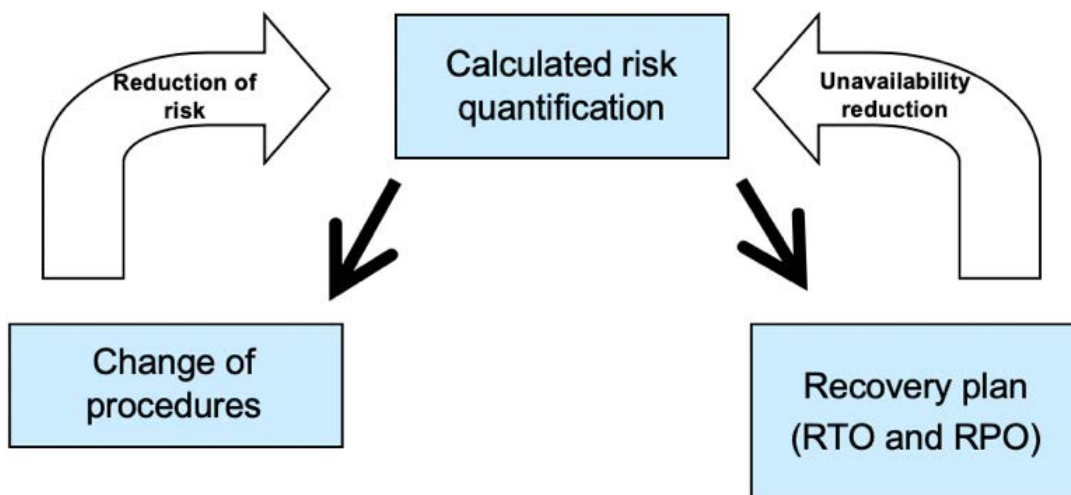 Calculated risk
quantification
Reduction of
risk
Unavailability
reduction
Change of
procedures
Recovery plan
(RTO and RPO)